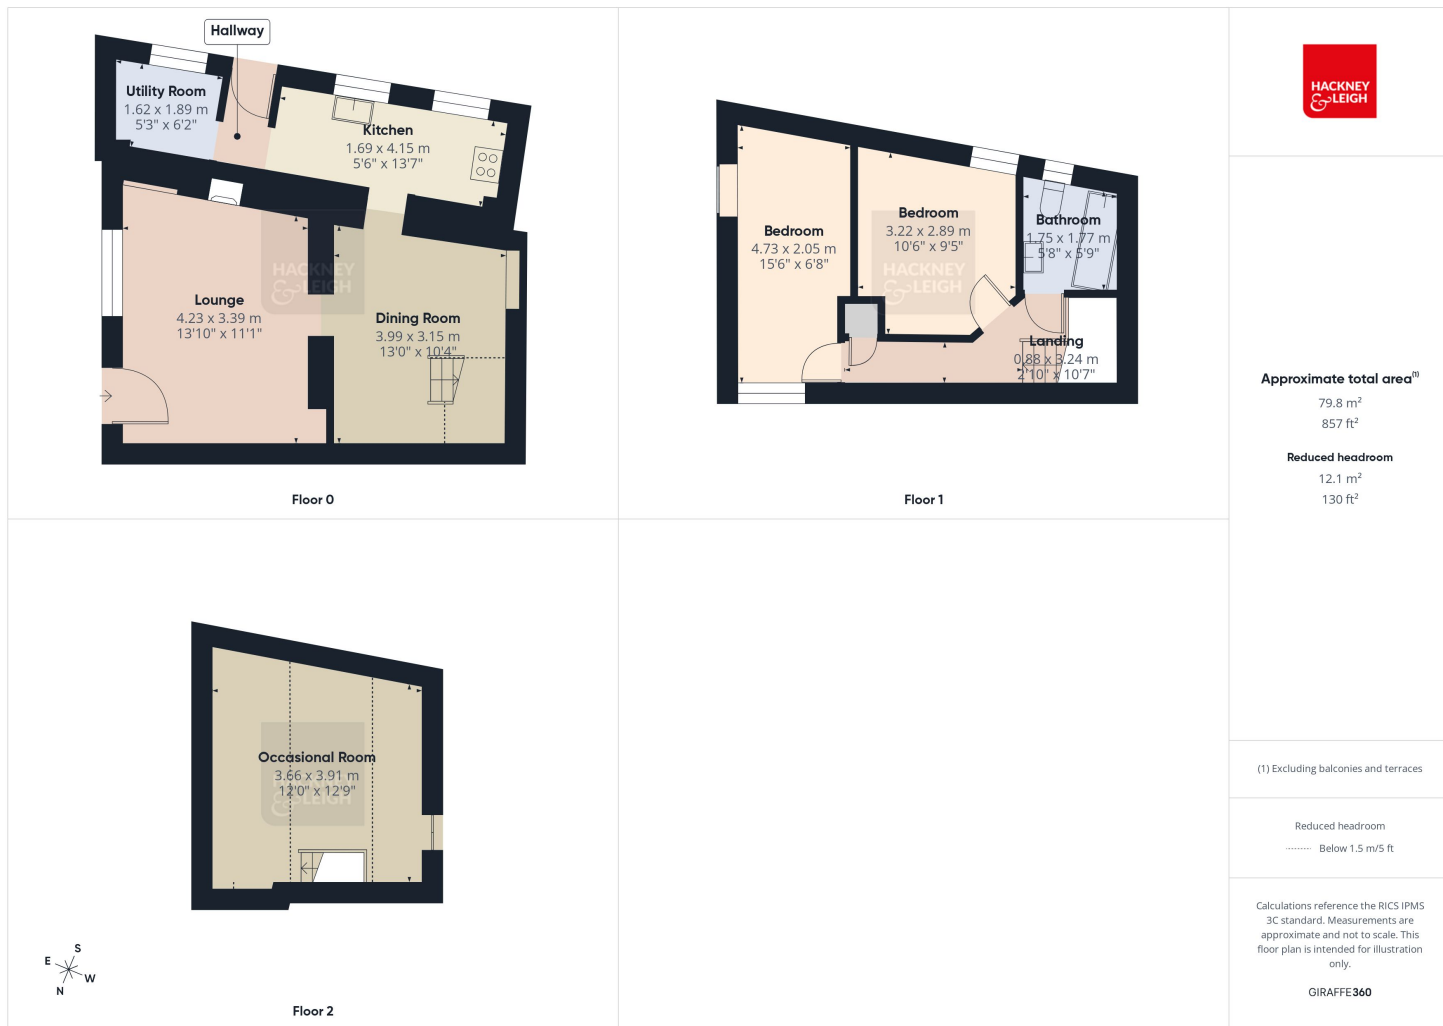 Hallway
Utility Room
1.62 x 1.89 m
5'3" x 6'2"
Kitchen
1.69 x 4.15 m
5'6" x 13'7"
Lounge
4.23 x 3.39 m
13'10" x 11'1"
HACKNEY
& LEIGH
Dining Room
3.99 x 3.15 m
13'0" x 10'4"
Floor 0
Bedroom
4.73 x 2.05 m
15'6" x 6'8"
Bedroom
3.22 x 2.89 m
10'6" x 9'5"
HACKNEY
& LEIGH
Bathroom
1.75 x 1.77 m
5'8" x 5'9"
Landing
0.88 x 3.24 m
2'10" x 10'7"
Floor 1
Occasional Room
3.66 x 3.91 m
12'0" x 12'9"
HACKNEY
& LEIGH
S
E
W
N
Floor 2
HACKNEY
& LEIGH
Approximate total area(1)
79.8 m²
857 ft²
Reduced headroom
12.1 m²
130 ft²
(1) Excluding balconies and terraces
Reduced headroom
Below 1.5 m/5 ft
Calculations reference the RICS IPMS
3C standard. Measurements are
approximate and not to scale. This
floor plan is intended for illustration
only.
GIRAFFE360